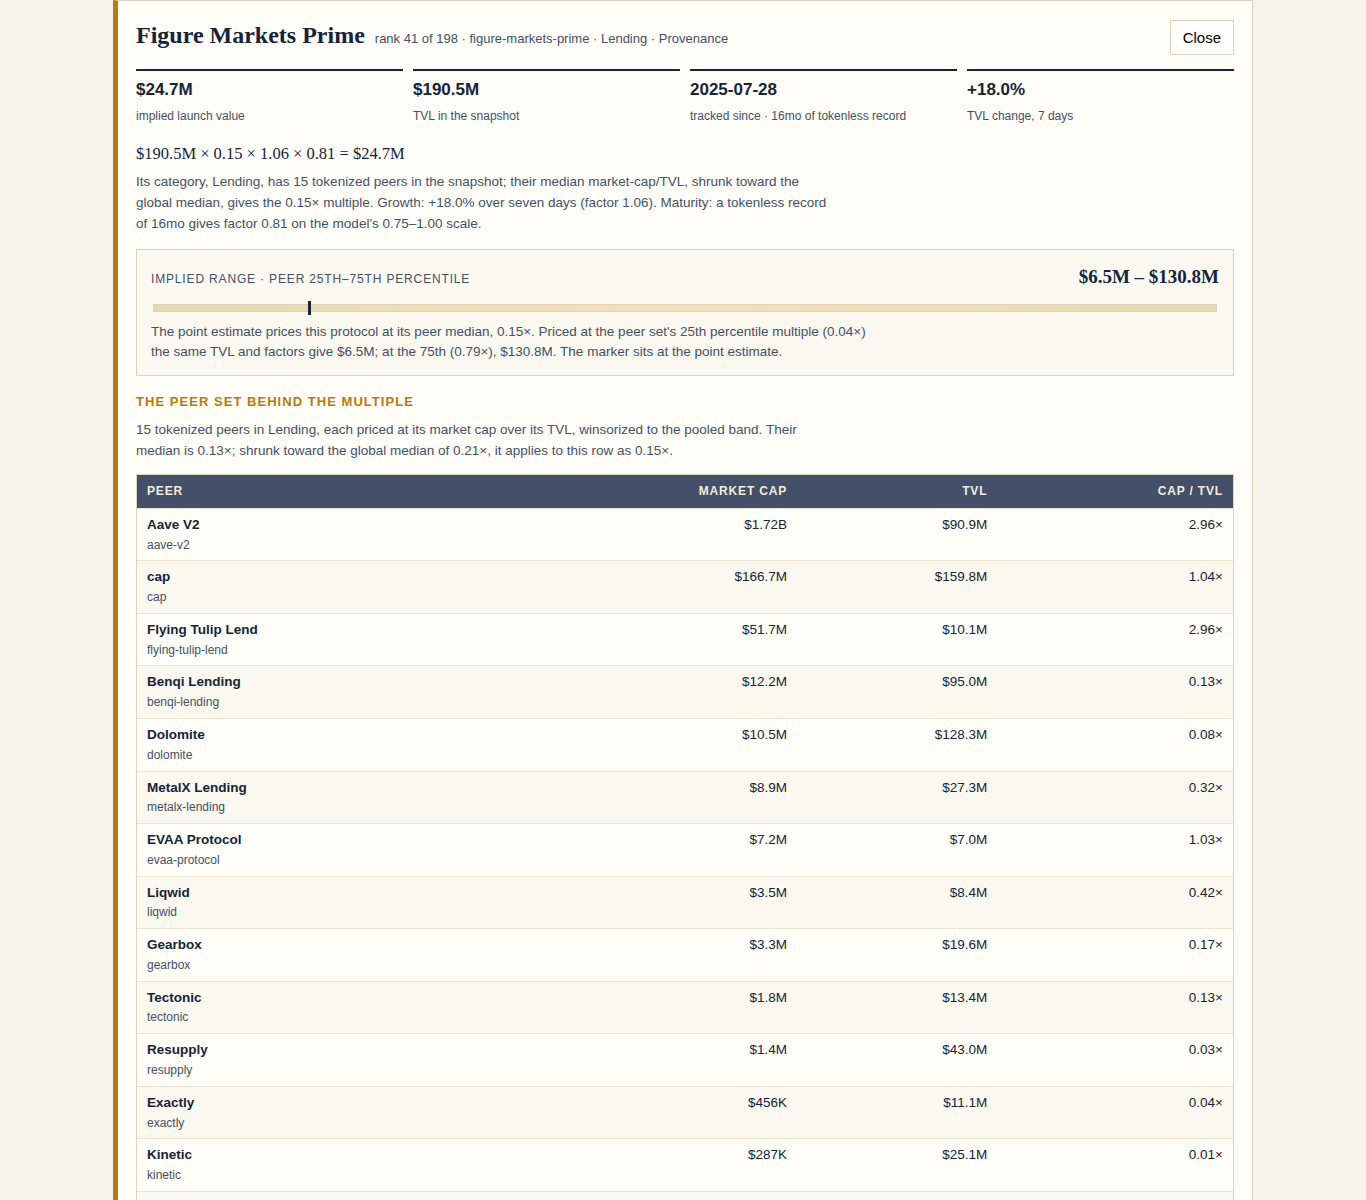 Figure Markets Prime rank 41 of 198 · figure-markets-prime · Lending · Provenance
Close
$24.7M
implied launch value
$190.5M
TVL in the snapshot
2025-07-28
tracked since · 16mo of tokenless record
+18.0%
TVL change, 7 days
$190.5M × 0.15 × 1.06 × 0.81 = $24.7M
Its category, Lending, has 15 tokenized peers in the snapshot; their median market-cap/TVL, shrunk toward the
global median, gives the 0.15× multiple. Growth: +18.0% over seven days (factor 1.06). Maturity: a tokenless record
of 16mo gives factor 0.81 on the model's 0.75–1.00 scale.
IMPLIED RANGE · PEER 25TH–75TH PERCENTILE $6.5M – $130.8M
The point estimate prices this protocol at its peer median, 0.15×. Priced at the peer set's 25th percentile multiple (0.04×)
the same TVL and factors give $6.5M; at the 75th (0.79×), $130.8M. The marker sits at the point estimate.
THE PEER SET BEHIND THE MULTIPLE
15 tokenized peers in Lending, each priced at its market cap over its TVL, winsorized to the pooled band. Their
median is 0.13×; shrunk toward the global median of 0.21×, it applies to this row as 0.15×.
PEER MARKET CAP TVL CAP / TVL
Aave V2 $1.72B $90.9M 2.96×
aave-v2
cap $166.7M $159.8M 1.04×
cap
Flying Tulip Lend $51.7M $10.1M 2.96×
flying-tulip-lend
Benqi Lending $12.2M $95.0M 0.13×
benqi-lending
Dolomite $10.5M $128.3M 0.08×
dolomite
MetalX Lending $8.9M $27.3M 0.32×
metalx-lending
EVAA Protocol $7.2M $7.0M 1.03×
evaa-protocol
Liqwid $3.5M $8.4M 0.42×
liqwid
Gearbox $3.3M $19.6M 0.17×
gearbox
Tectonic $1.8M $13.4M 0.13×
tectonic
Resupply $1.4M $43.0M 0.03×
resupply
Exactly $456K $11.1M 0.04×
exactly
Kinetic $287K $25.1M 0.01×
kinetic